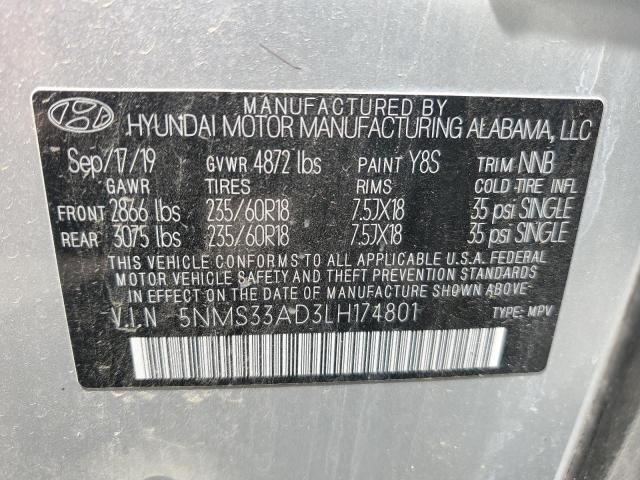 MANUFACTURED BY
HYUNDAI MOTOR MANUFACTURING ALABAMA, LLC
Sep/17/19 GVWR 4872 lbs PAINT Y8S TRIM NNB
GAWR TIRES RIMS COLD TIRE INFL
FRONT 2866 lbs 235/60R18 7.5JX18 35 psi SINGLE
REAR 3075 lbs 235/60R18 7.5JX18 35 psi SINGLE
THIS VEHICLE CONFORMS TO ALL APPLICABLE U.S.A. FEDERAL
MOTOR VEHICLE SAFETY AND THEFT PREVENTION STANDARDS
IN EFFECT ON THE DATE OF MANUFACTURE SHOWN ABOVE.
V.I.N 5NMS33AD3LH174801 TYPE: MPV